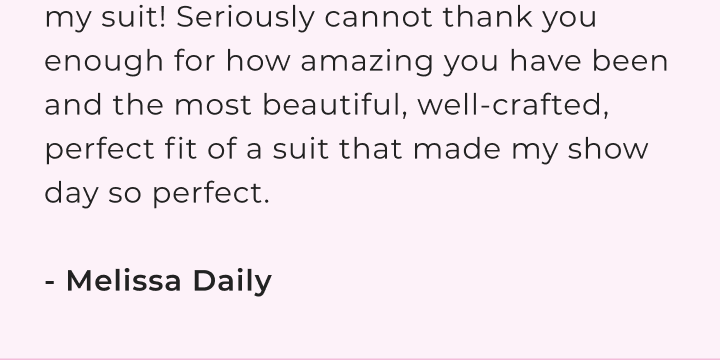 my suit! Seriously cannot thank you
enough for how amazing you have been
and the most beautiful, well-crafted,
perfect fit of a suit that made my show
day so perfect.
- Melissa Daily